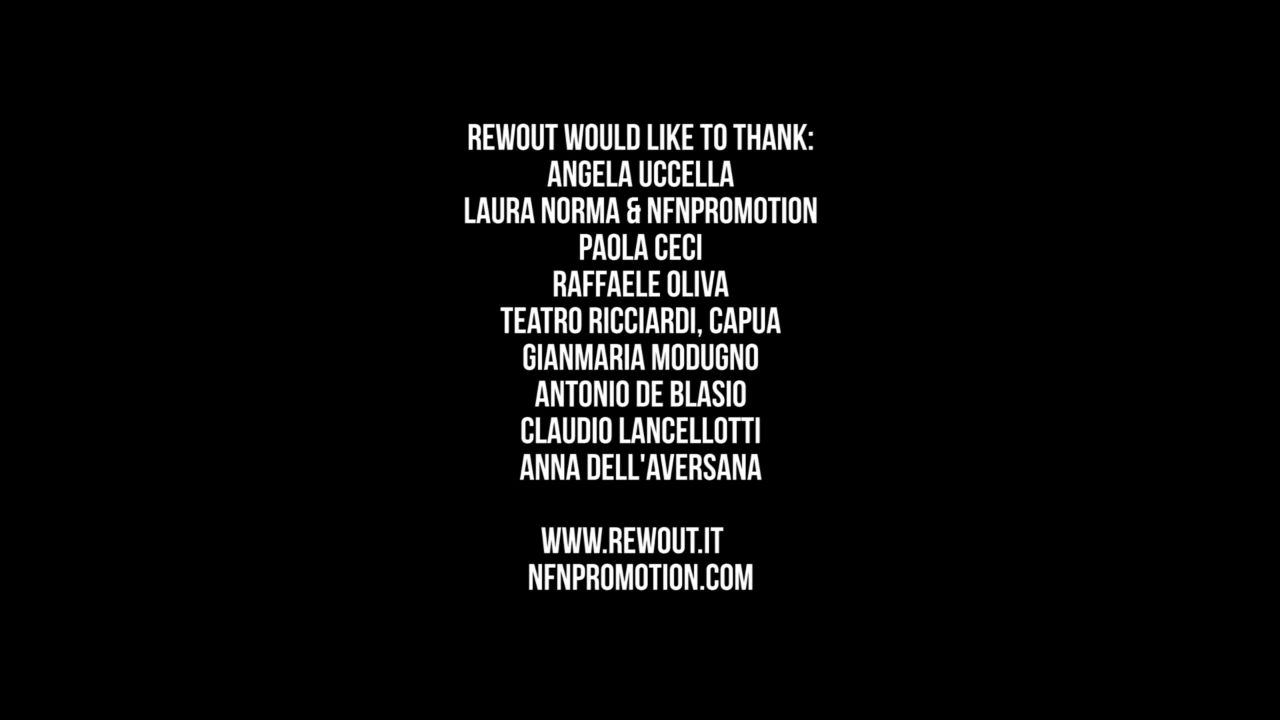 REWOUT WOULD LIKE TO THANK:
ANGELA UCCELLA
LAURA NORMA & NFNPROMOTION
PAOLA CECI
RAFFAELE OLIVA
TEATRO RICCIARDI, CAPUA
GIANMARIA MODUGNO
ANTONIO DE BLASIO
CLAUDIO LANCELLOTTI
ANNA DELL'AVERSANA
WWW.REWOUT.IT
NFNPROMOTION.COM